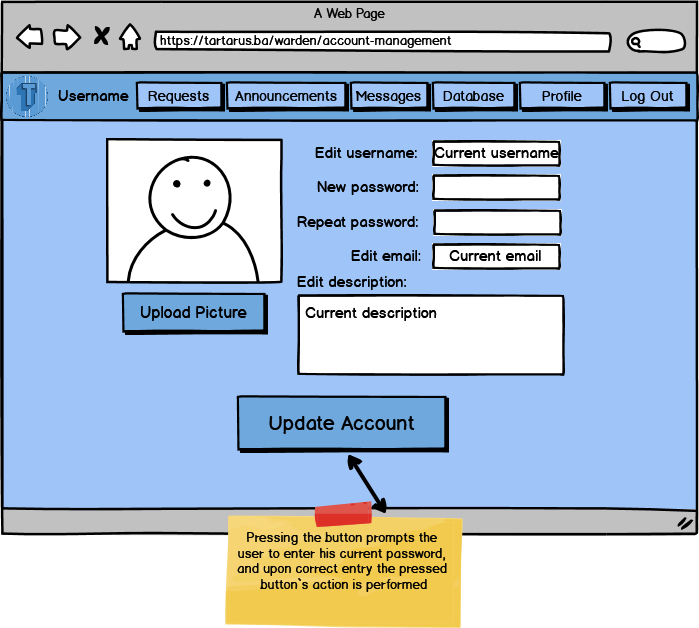 A Web Page
https://tartarus.ba/warden/account-management
T
Username
Requests
Announcements
Messages
Database
Profile
Log Out
Edit username:
Current username
New password:
Repeat password:
Edit email:
Current email
Edit description:
Current description
Upload Picture
Update Account
Pressing the button prompts the
user to enter his current password,
and upon correct entry the pressed
button`s action is performed